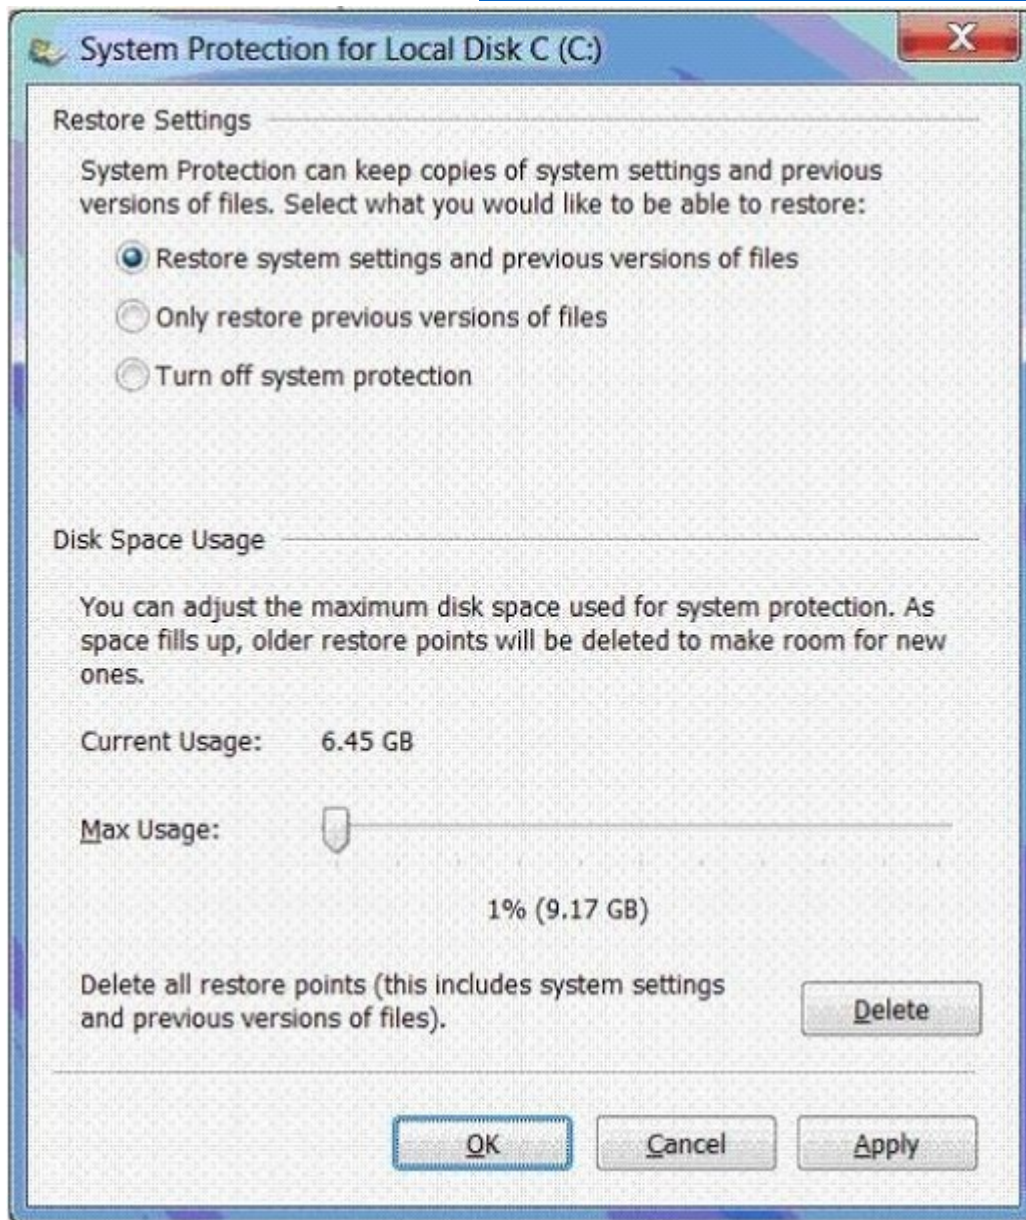 System Protection for Local Disk C (C:)
X
Restore Settings
System Protection can keep copies of system settings and previous
versions of files. Select what you would like to be able to restore:
Restore system settings and previous versions of files
Only restore previous versions of files
Turn off system protection
Disk Space Usage
You can adjust the maximum disk space used for system protection. As
space fills up, older restore points will be deleted to make room for new
ones.
Current Usage: 6.45 GB
Max Usage:
1% (9.17 GB)
Delete all restore points (this includes system settings
and previous versions of files).
Delete
OK Cancel Apply